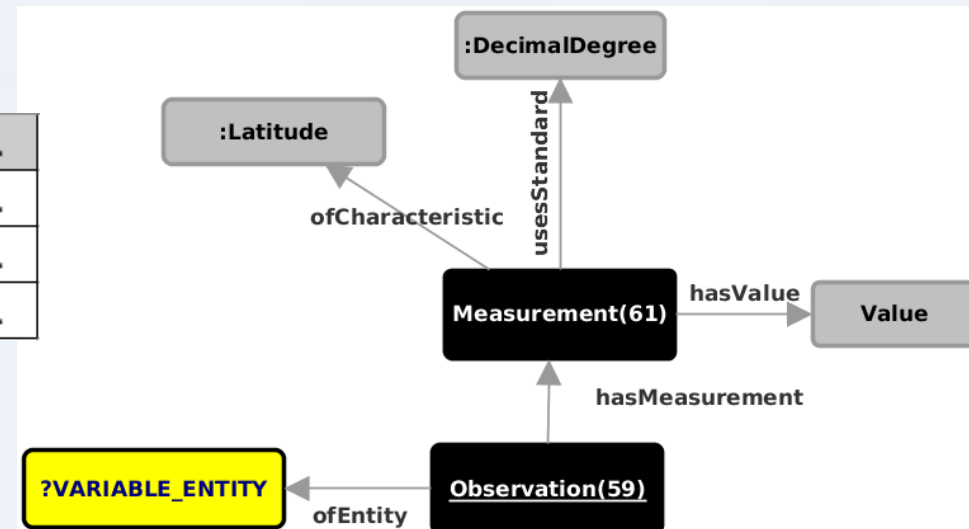 :DecimalDegree
:Latitude
usesStandard
ofCharacteristic
Measurement(61)
hasValue
Value
hasMeasurement
?VARIABLE_ENTITY
ofEntity
Observation(59)